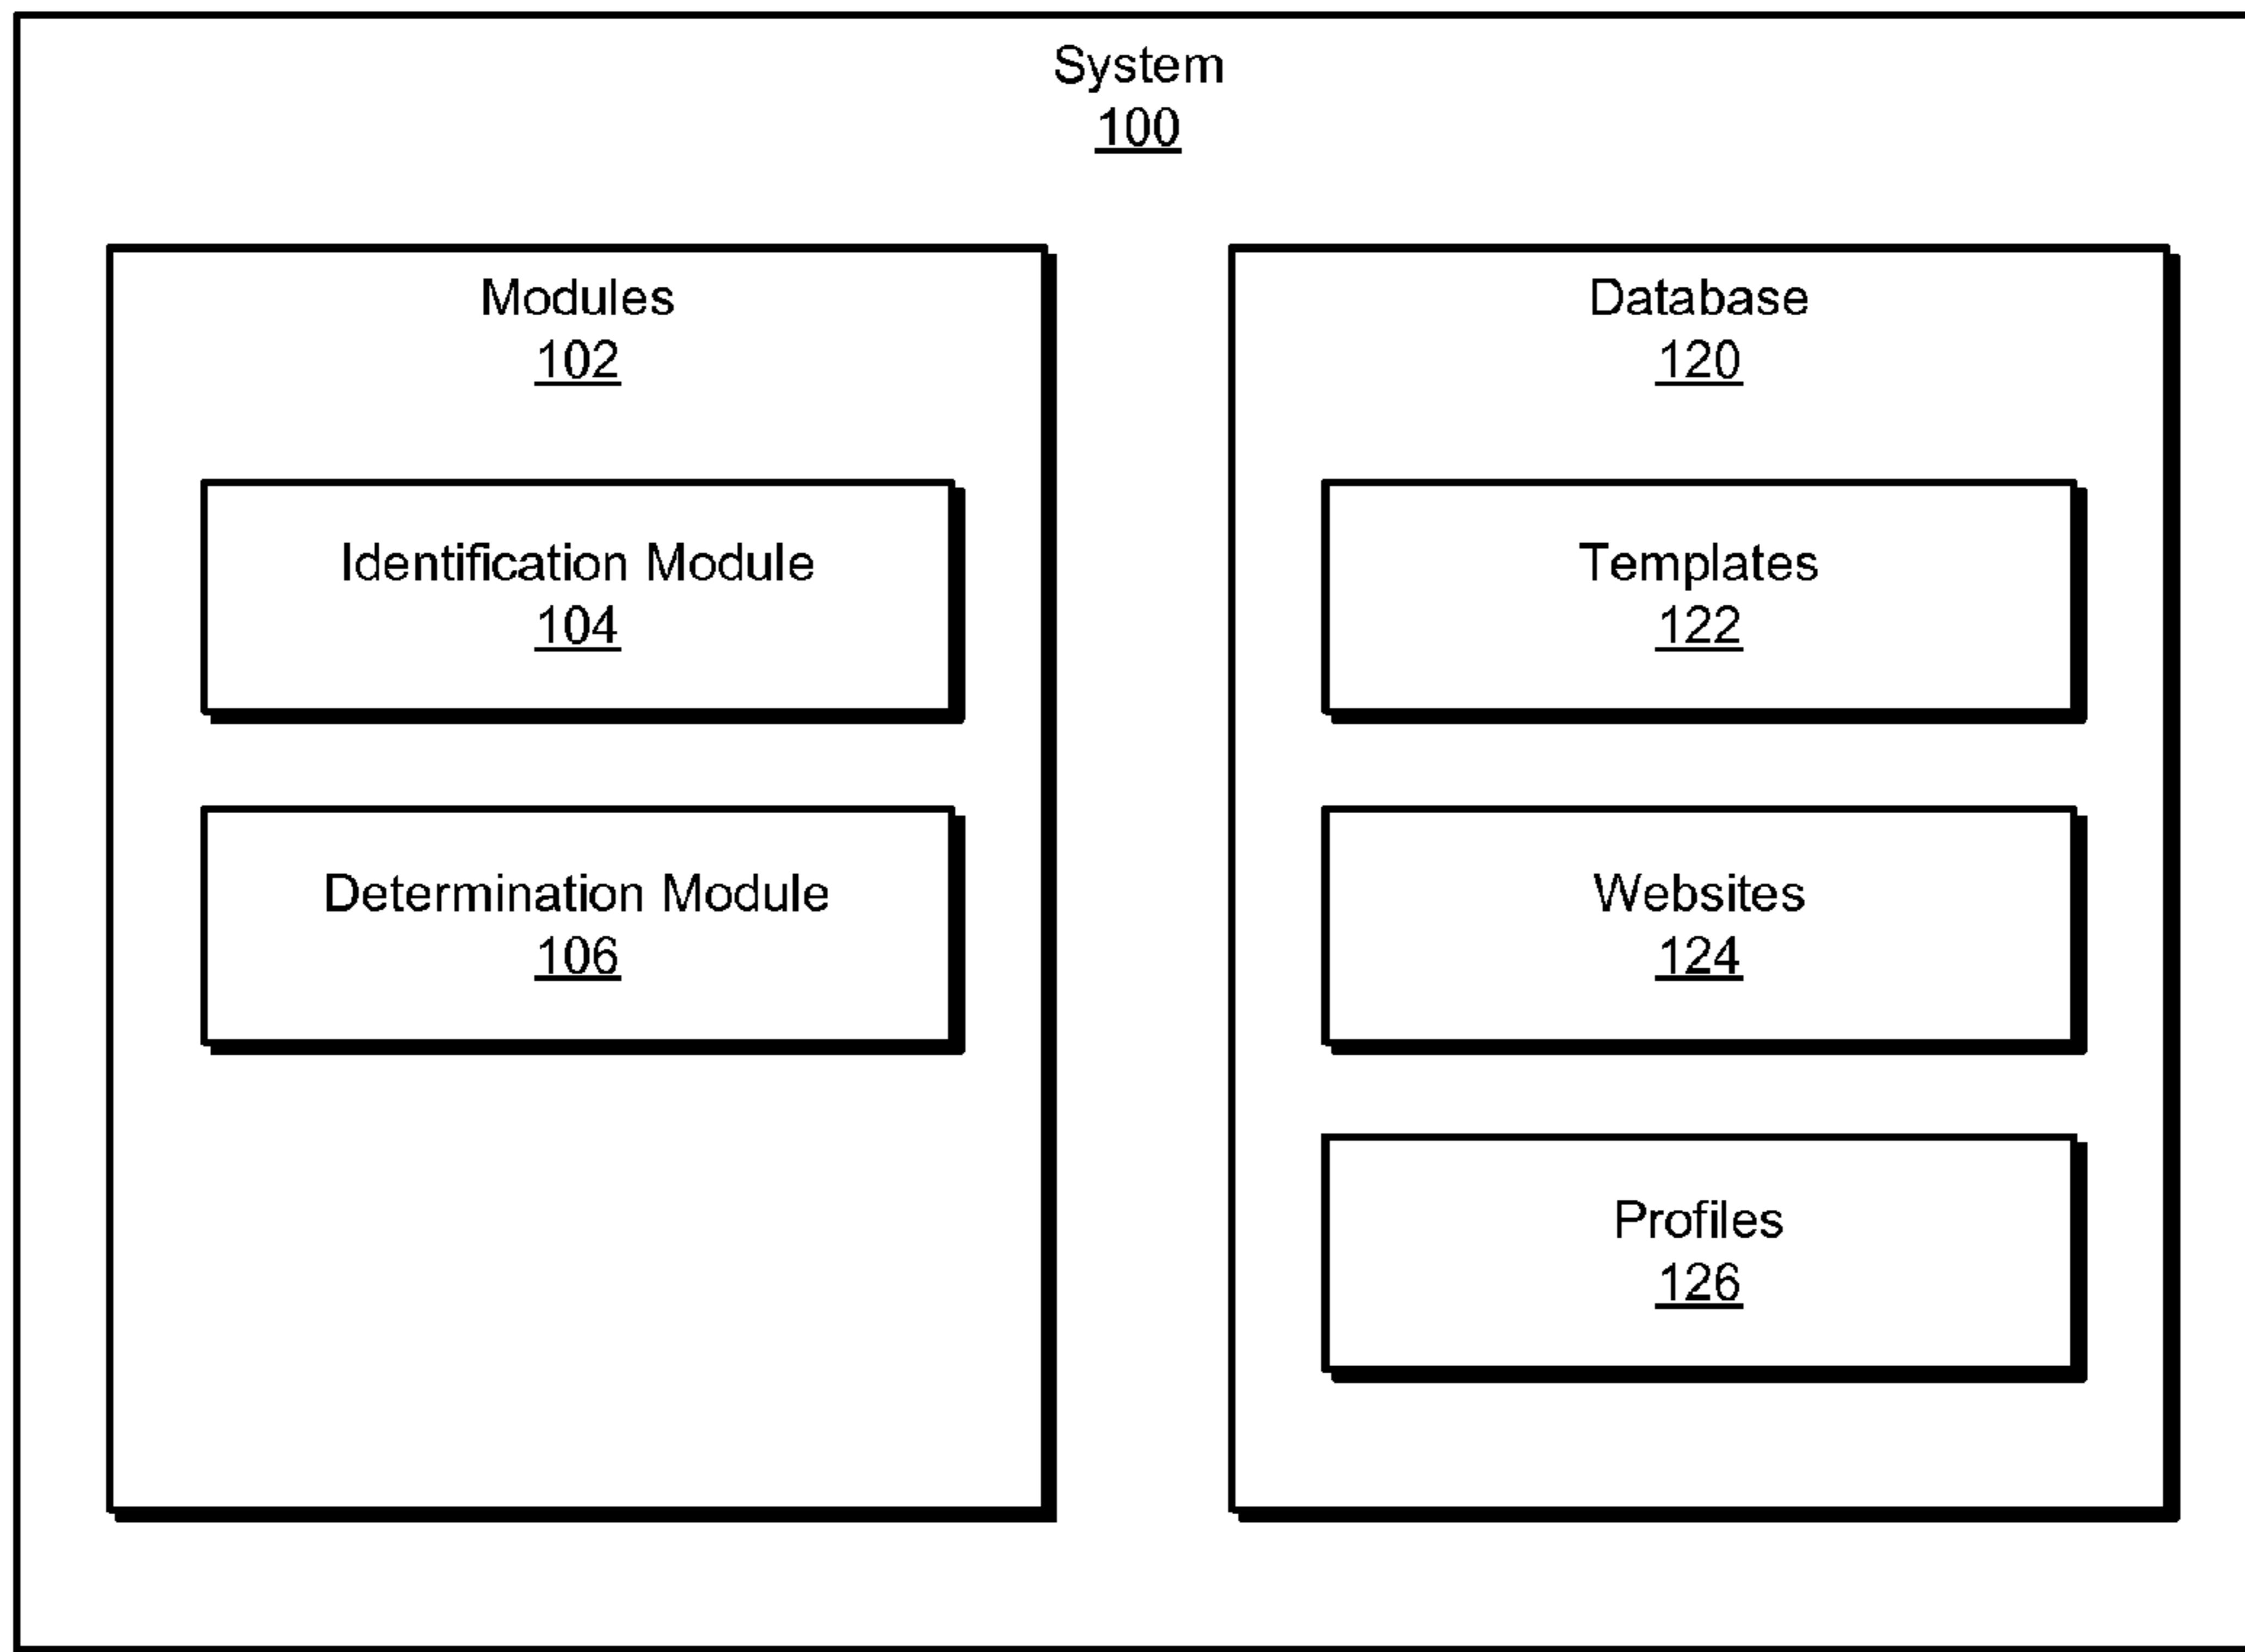 System
100
Modules
102
Identification Module
104
Determination Module
106
Database
120
Templates
122
Websites
124
Profiles
126